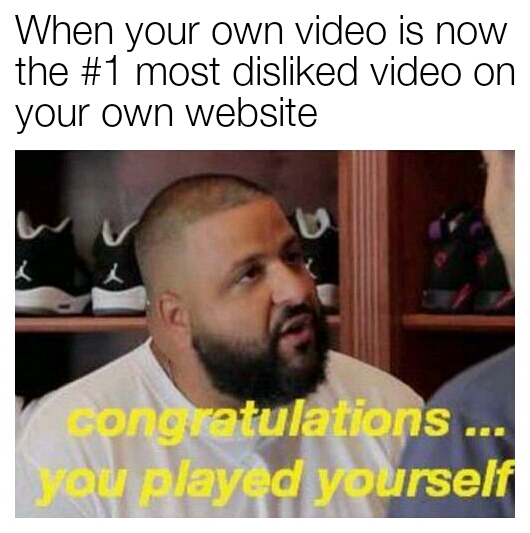 When your own video is now
the #1 most disliked video on
your own website
congratulations ...
you played yourself